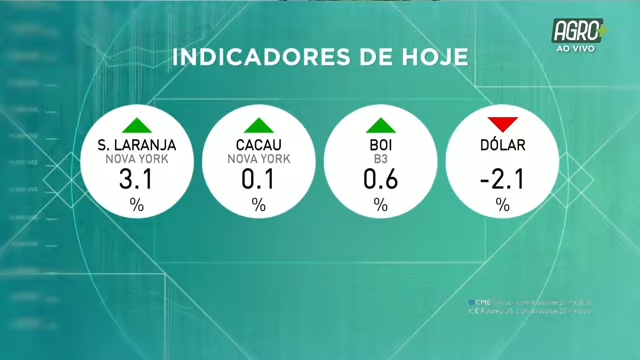 AGRO+
AO VIVO
INDICADORES DE HOJE
S. LARANJA
NOVA YORK
3.1
%
CACAU
NOVA YORK
0.1
%
BOI
B3
0.6
%
DÓLAR
-2.1
%
CME